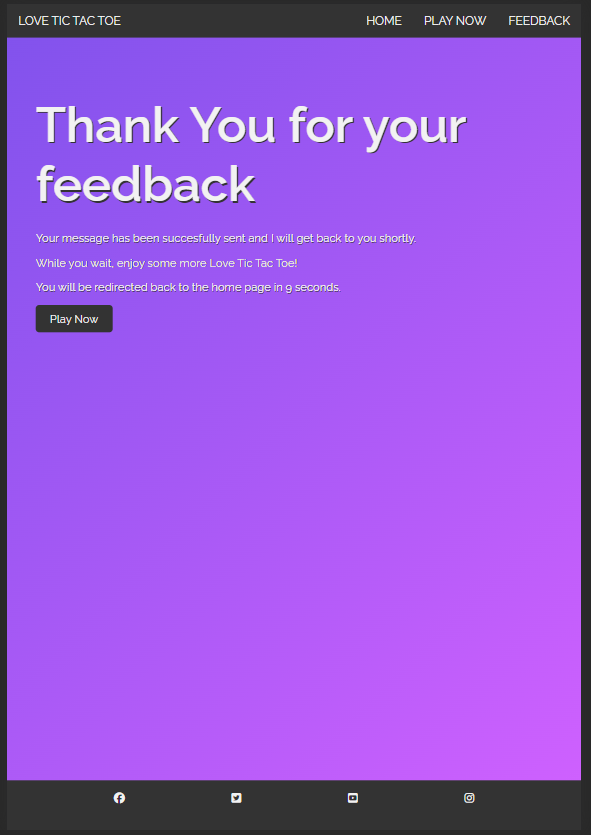 LOVE TIC TAC TOE HOME PLAY NOW FEEDBACK
Thank You for your
feedback
Your message has been succesfully sent and I will get back to you shortly.
While you wait, enjoy some more Love Tic Tac Toe!
You will be redirected back to the home page in 9 seconds.
Play Now